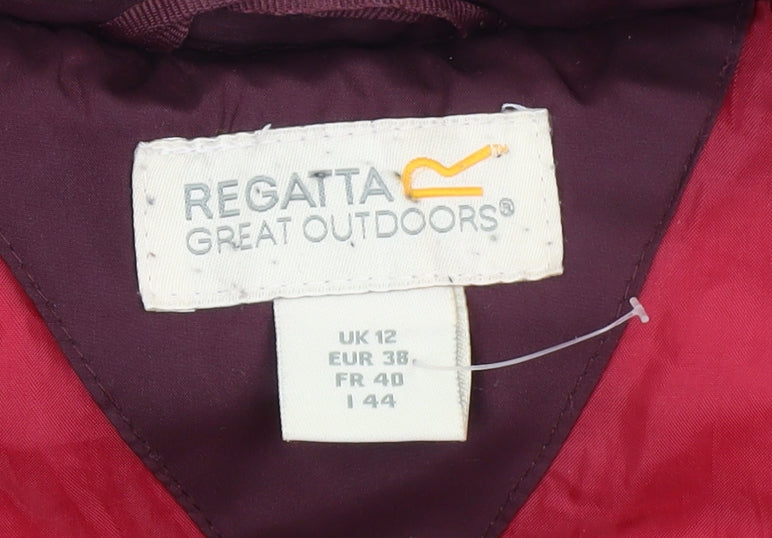 REGATTA
GREAT OUTDOORS®
UK 12
EUR 38
FR 40
I 44